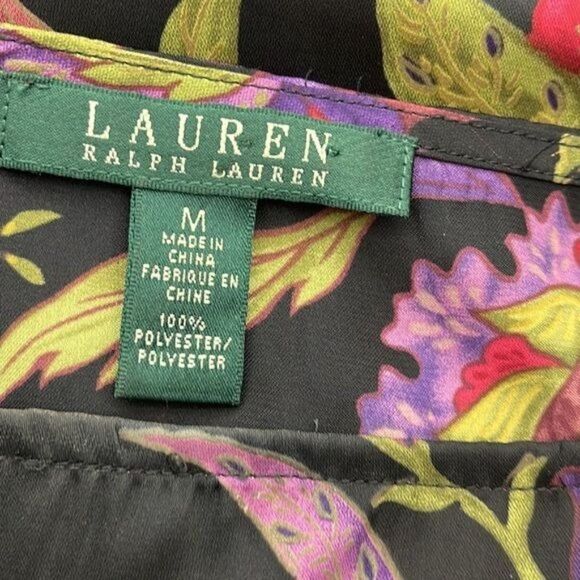 LAUREN
RALPH LAUREN
M
MADE IN
CHINA
FABRIQUE EN
CHINE
100%
POLYESTER/
POLYESTER